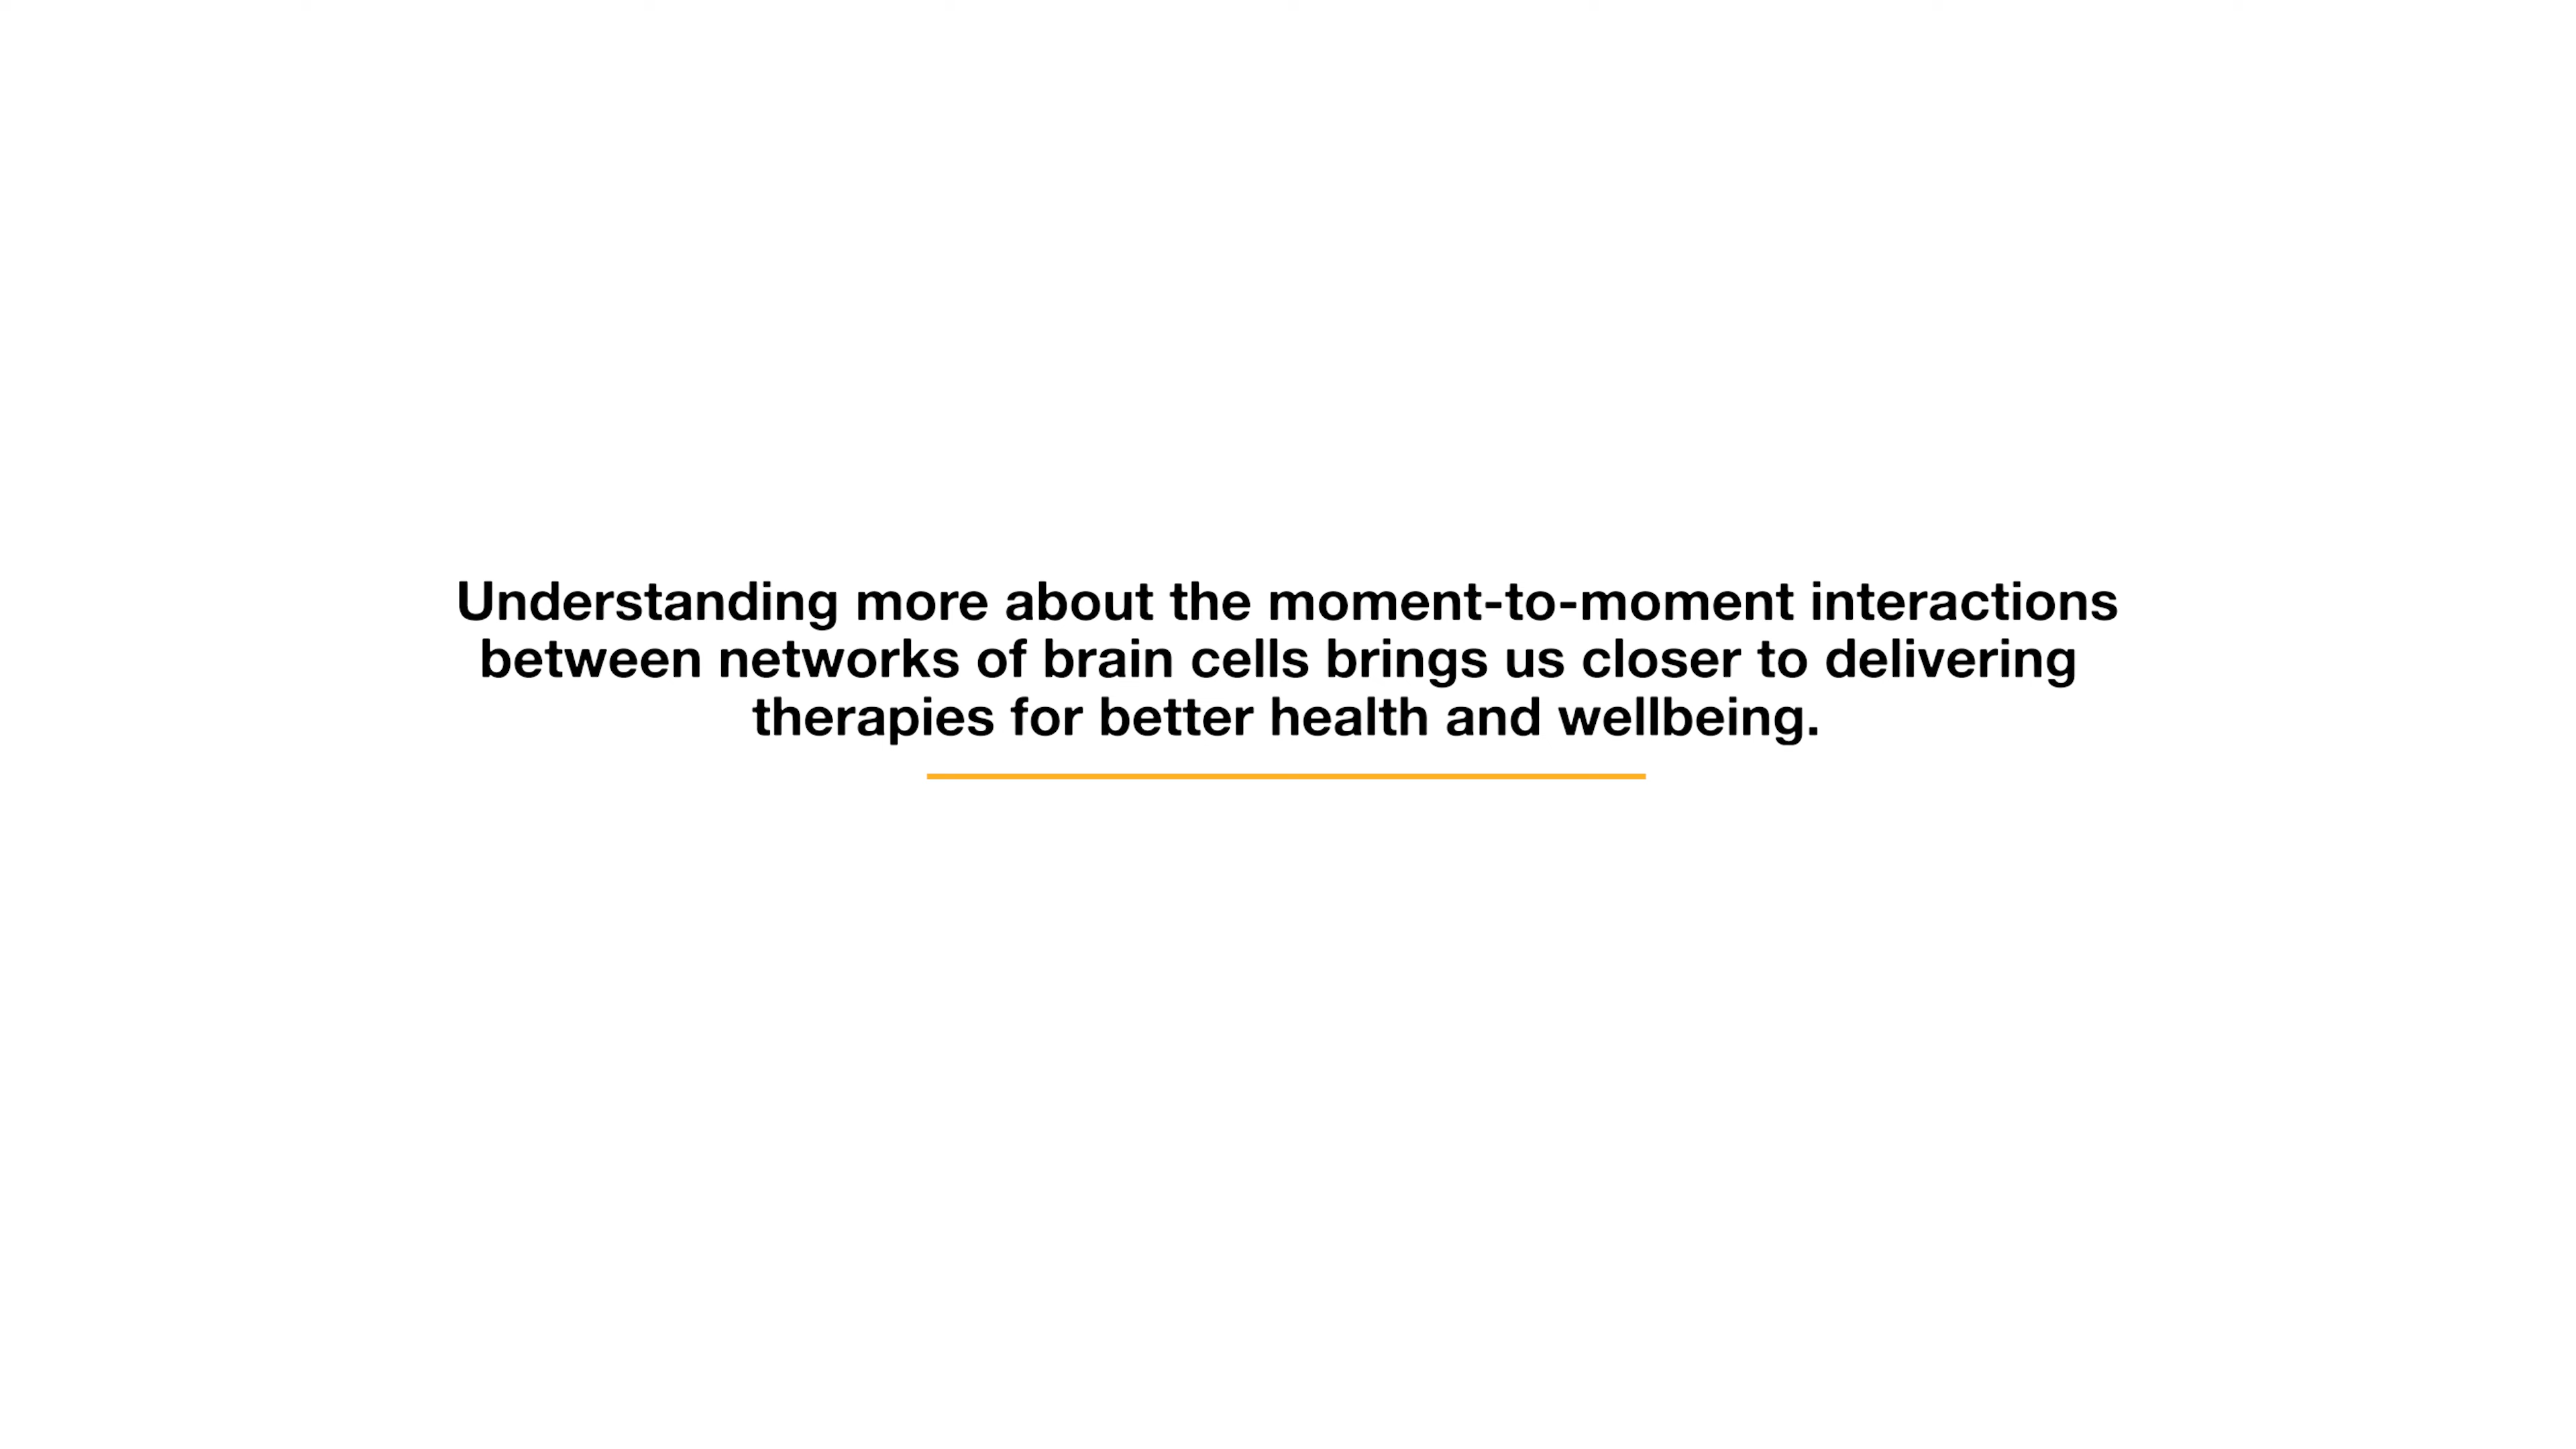 Understanding more about the moment-to-moment interactions
between networks of brain cells brings us closer to delivering
therapies for better health and wellbeing.